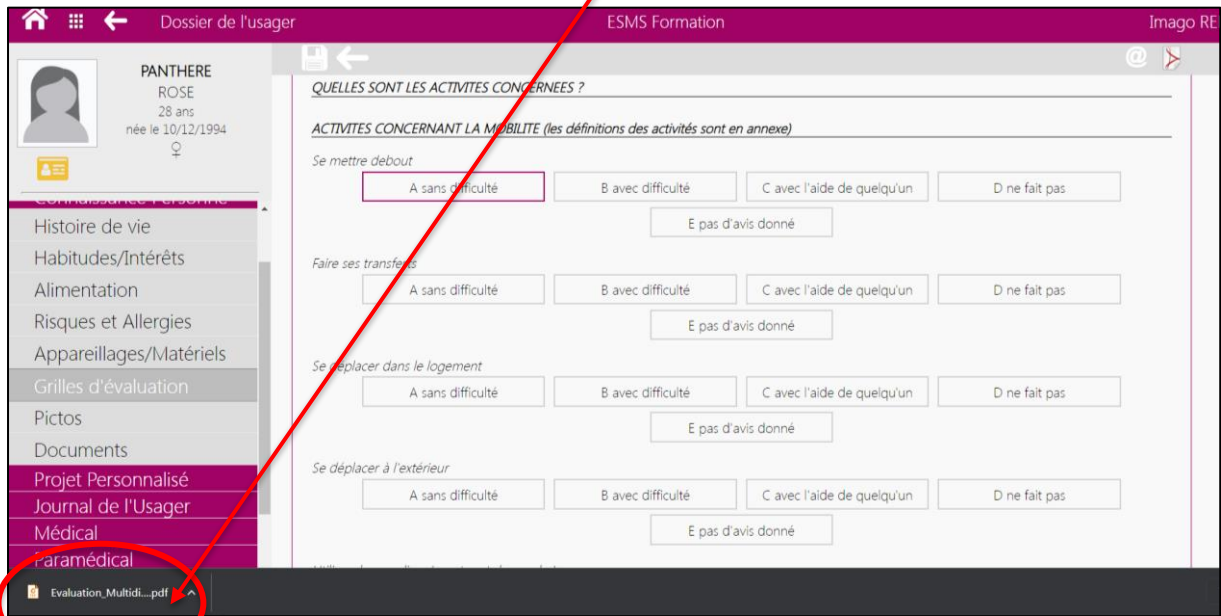 Dossier de l'usager
ESMS Formation
Imago RE
PANTHERE
ROSE
28 ans
née le 10/12/1994
Connaissance Personne
Histoire de vie
Habitudes/Intérêts
Alimentation
Risques et Allergies
Appareillages/Matériels
Grilles d'évaluation
Pictos
Documents
Projet Personnalisé
Journal de l'Usager
Médical
Paramédical
QUELLES SONT LES ACTIVITES CONCERNEES ?
ACTIVITES CONCERNANT LA MOBILITE (les définitions des activités sont en annexe)
Se mettre debout
A sans difficulté B avec difficulté C avec l'aide de quelqu'un D ne fait pas
E pas d'avis donné
Faire ses transferts
A sans difficulté B avec difficulté C avec l'aide de quelqu'un D ne fait pas
E pas d'avis donné
Se déplacer dans le logement
A sans difficulté B avec difficulté C avec l'aide de quelqu'un D ne fait pas
E pas d'avis donné
Se déplacer à l'extérieur
A sans difficulté B avec difficulté C avec l'aide de quelqu'un D ne fait pas
E pas d'avis donné
Evaluation_Multidi....pdf